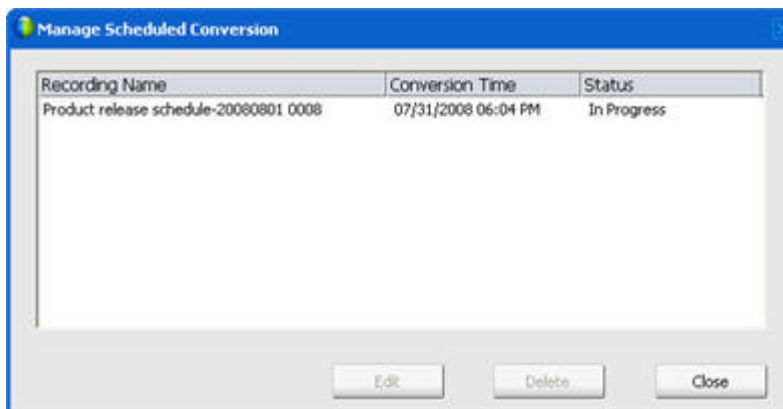 Manage Scheduled Conversion
Recording Name Conversion Time Status
Product release schedule-20080801 0008 07/31/2008 06:04 PM In Progress
Edit Delete Close